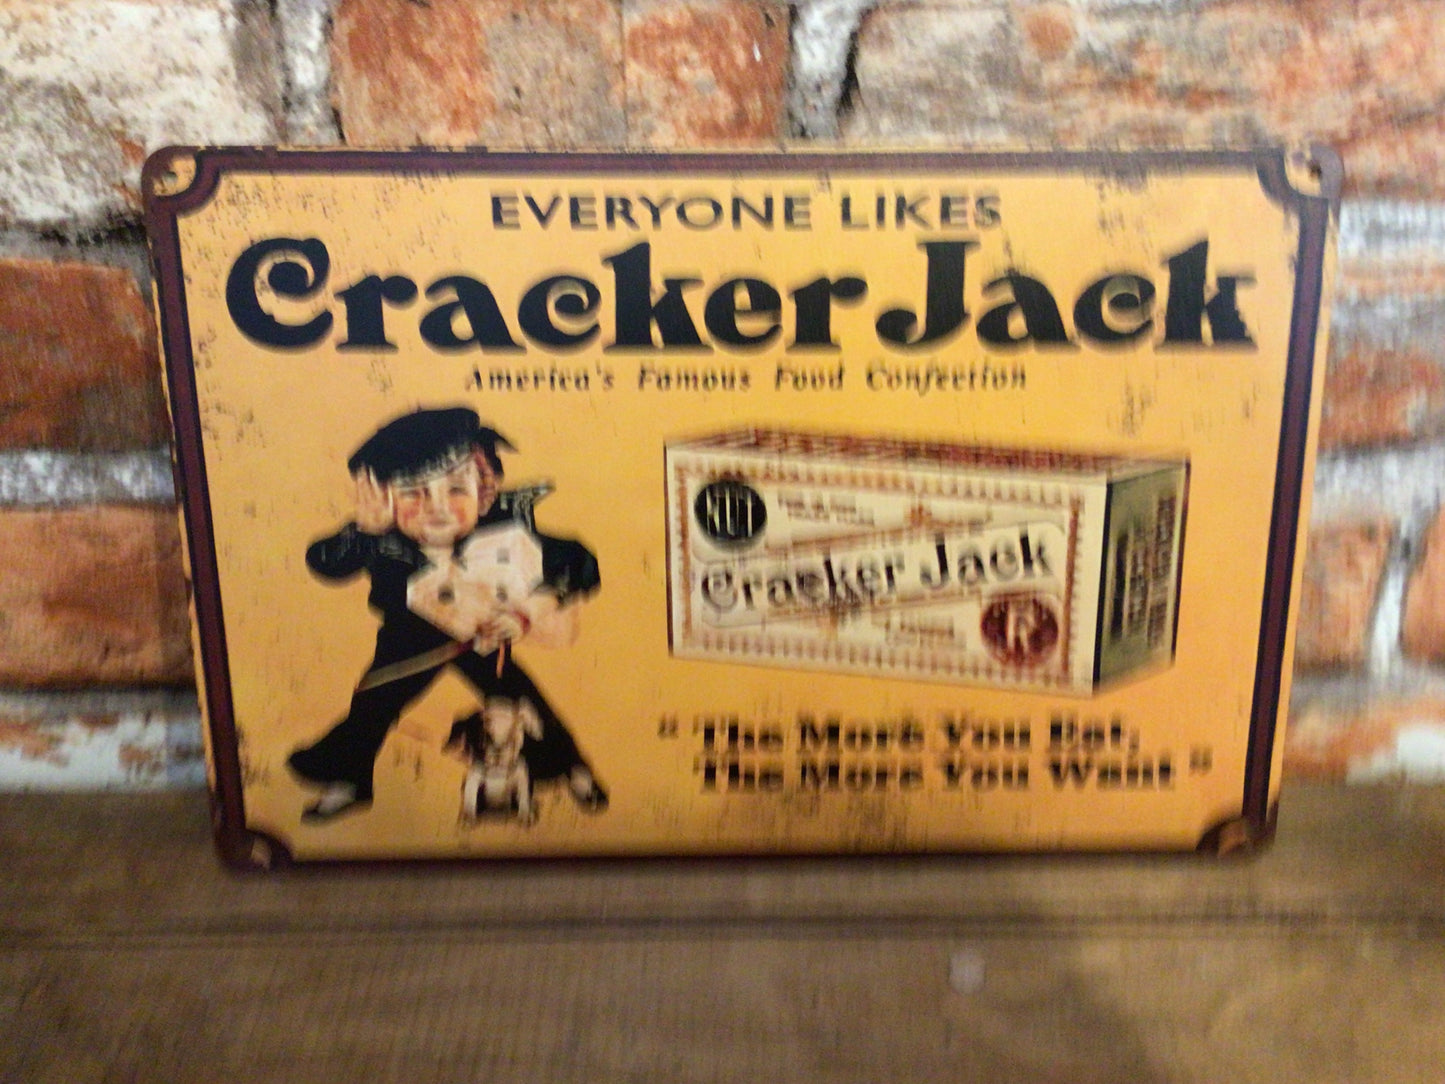 EVERYONE LIKES
Cracker Jack
America's Famous Food Confection
Cracker Jack
" The More You Eat,
The More You Want "